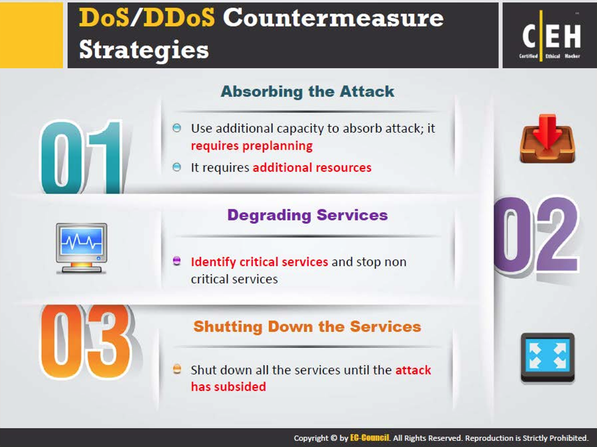 DoS/DDoS Countermeasure
Strategies
C|EH
Certified Ethical Hacker
01
Absorbing the Attack
Use additional capacity to absorb attack; it
requires preplanning
It requires additional resources
02
Degrading Services
Identify critical services and stop non
critical services
03
Shutting Down the Services
Shut down all the services until the attack
has subsided
Copyright © by EC-Council. All Rights Reserved. Reproduction is Strictly Prohibited.